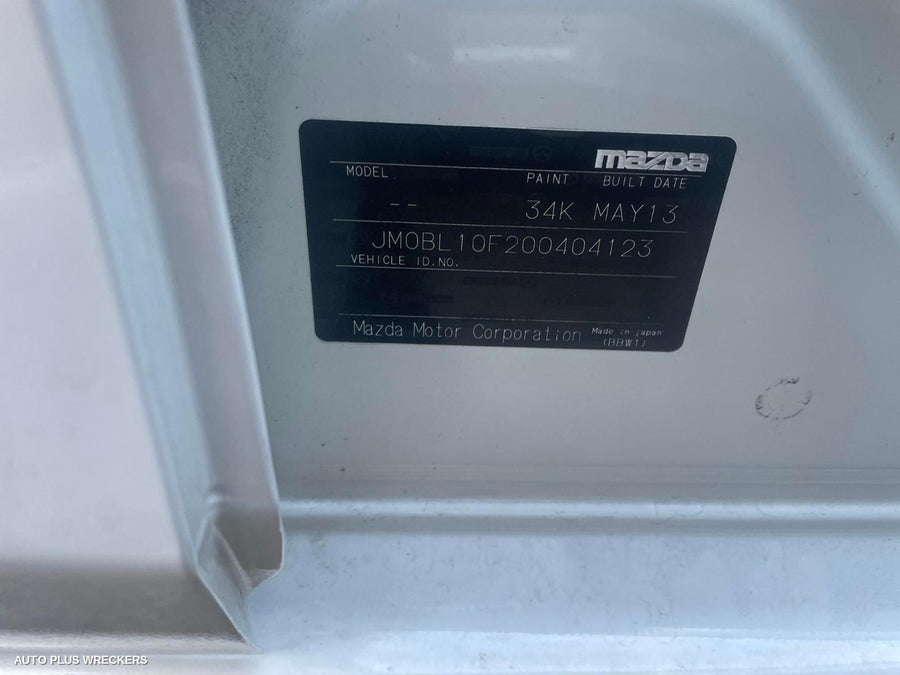 mazda
MODEL PAINT BUILT DATE
-- 34K MAY13
JM0BL10F200404123
VEHICLE ID.NO.
Mazda Motor Corporation Made in japan
(BBW1)
AUTO PLUS WRECKERS